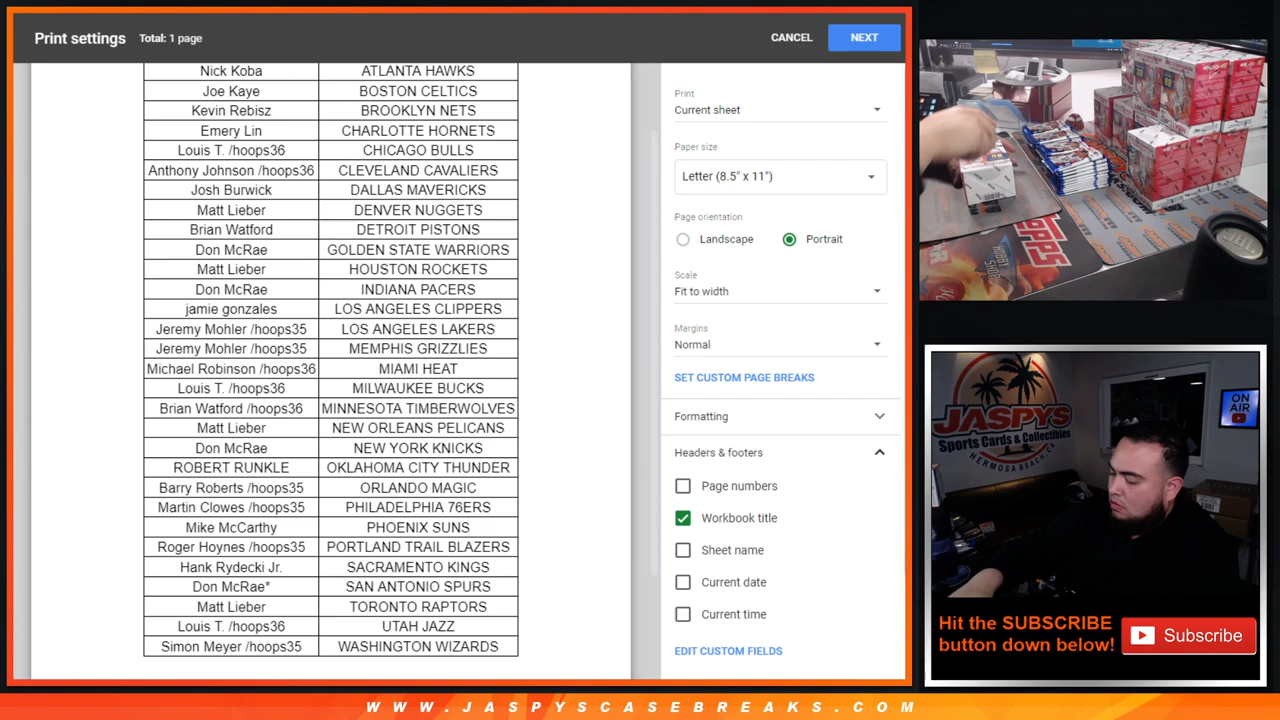 Print settings Total: 1 page CANCEL NEXT
Nick Koba ATLANTA HAWKS
Joe Kaye BOSTON CELTICS
Kevin Rebisz BROOKLYN NETS
Emery Lin CHARLOTTE HORNETS
Louis T. /hoops36 CHICAGO BULLS
Anthony Johnson /hoops36 CLEVELAND CAVALIERS
Josh Burwick DALLAS MAVERICKS
Matt Lieber DENVER NUGGETS
Brian Watford DETROIT PISTONS
Don McRae GOLDEN STATE WARRIORS
Matt Lieber HOUSTON ROCKETS
Don McRae INDIANA PACERS
jamie gonzales LOS ANGELES CLIPPERS
Jeremy Mohler /hoops35 LOS ANGELES LAKERS
Jeremy Mohler /hoops35 MEMPHIS GRIZZLIES
Michael Robinson /hoops36 MIAMI HEAT
Louis T. /hoops36 MILWAUKEE BUCKS
Brian Watford /hoops36 MINNESOTA TIMBERWOLVES
Matt Lieber NEW ORLEANS PELICANS
Don McRae NEW YORK KNICKS
ROBERT RUNKLE OKLAHOMA CITY THUNDER
Barry Roberts /hoops35 ORLANDO MAGIC
Martin Clowes /hoops35 PHILADELPHIA 76ERS
Mike McCarthy PHOENIX SUNS
Roger Hoynes /hoops35 PORTLAND TRAIL BLAZERS
Hank Rydecki Jr. SACRAMENTO KINGS
Don McRae* SAN ANTONIO SPURS
Matt Lieber TORONTO RAPTORS
Louis T. /hoops36 UTAH JAZZ
Simon Meyer /hoops35 WASHINGTON WIZARDS
Print
Current sheet
Paper size
Letter (8.5" x 11")
Page orientation
Landscape Portrait
Scale
Fit to width
Margins
Normal
SET CUSTOM PAGE BREAKS
Formatting
Headers & footers
Page numbers
Workbook title
Sheet name
Current date
Current time
EDIT CUSTOM FIELDS
TOPPS
HOBBY
SHOP
JBL
JASPYS
Sports Cards & Collectibles
HERMOSA BEACH, CA
ON
AIR
Hit the SUBSCRIBE
button down below!
Subscribe
WWW.JASPYSCASEBREAKS.COM